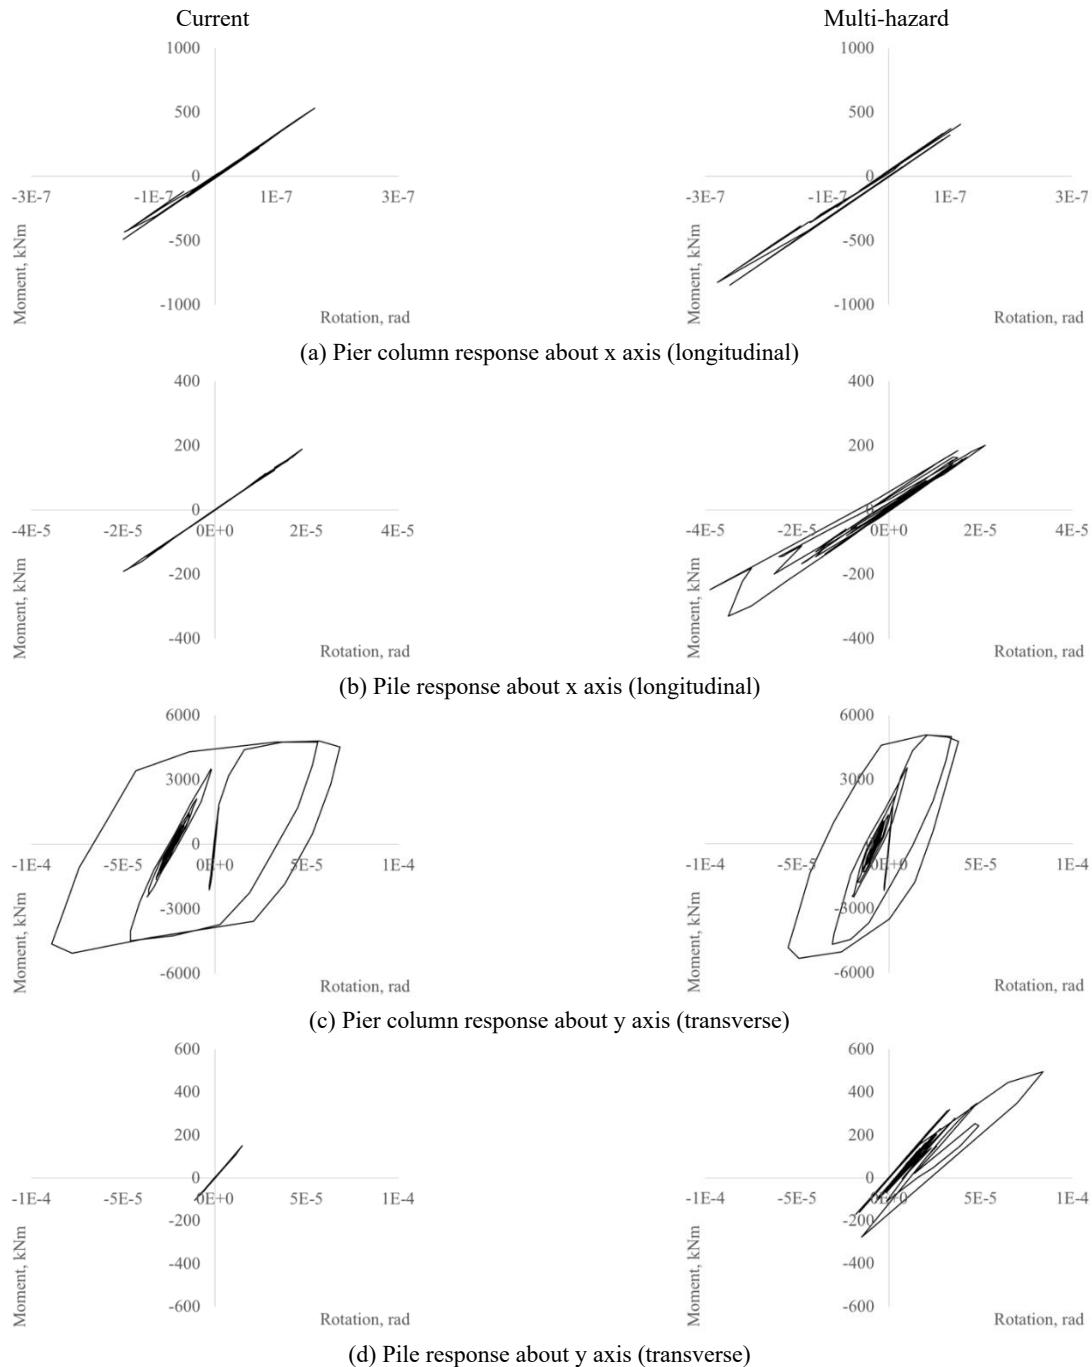 Current Multi-hazard
1000 1000
500 500
0 0
-3E-7 -1E-7 1E-7 3E-7 -3E-7 -1E-7 1E-7 3E-7
-500 -500
-1000 -1000
Moment, kNm Rotation, rad Moment, kNm Rotation, rad
(a) Pier column response about x axis (longitudinal)
400 400
200 200
0 0
-4E-5 -2E-5 0E+0 2E-5 4E-5 -4E-5 -2E-5 0E+0 2E-5 4E-5
-200 -200
-400 -400
Moment, kNm Rotation, rad Moment, kNm Rotation, rad
(b) Pile response about x axis (longitudinal)
6000 6000
3000 3000
0 0
-1E-4 -5E-5 0E+0 5E-5 1E-4 -1E-4 -5E-5 0E+0 5E-5 1E-4
-3000 -3000
-6000 -6000
Moment, kNm Rotation, rad Moment, kNm Rotation, rad
(c) Pier column response about y axis (transverse)
600 600
400 400
200 200
0 0
-1E-4 -5E-5 0E+0 5E-5 1E-4 -1E-4 -5E-5 0E+0 5E-5 1E-4
-200 -200
-400 -400
-600 -600
Moment, kNm Rotation, rad Moment, kNm Rotation, rad
(d) Pile response about y axis (transverse)